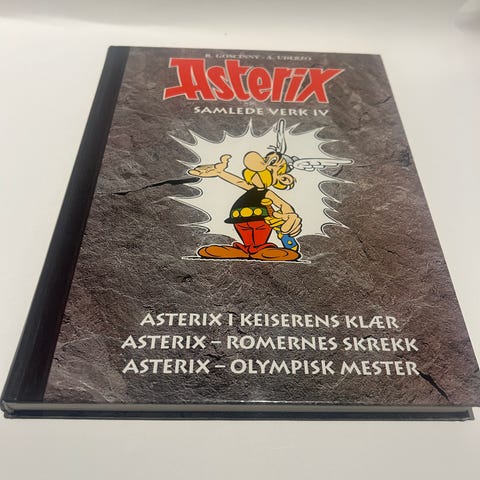 R. GOSCINNY - A. UDERZO
Asterix
SAMLEDE VERK IV
ASTERIX I KEISERENS KLÆR
ASTERIX – ROMERNES SKREKK
ASTERIX – OLYMPISK MESTER